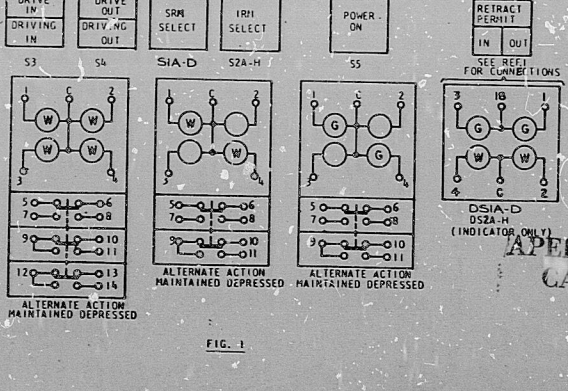 DRIVE IN
DRIVING IN
DRIVE OUT
DRIVING OUT
SRM SELECT
IRM SELECT
POWER ON
RETRACT PERMIT
IN OUT
S3 S4 S1A-D S2A-H S5
SEE REF.1
FOR CONNECTIONS
1 C 2
W W
W W
3 4
5 6
7 8
9 10
11
12 13
14
ALTERNATE ACTION
MAINTAINED DEPRESSED
1 C 2
W
W
3 4
5 6
7 8
9 10
11
ALTERNATE ACTION
MAINTAINED DEPRESSED
1 C 2
G
G
3 4
5 6
7 8
9 10
11
ALTERNATE ACTION
MAINTAINED DEPRESSED
3 1B 1
G G
W W
4 C 2
DS1A-D
DS2A-H
(INDICATOR ONLY)
FIG. 1